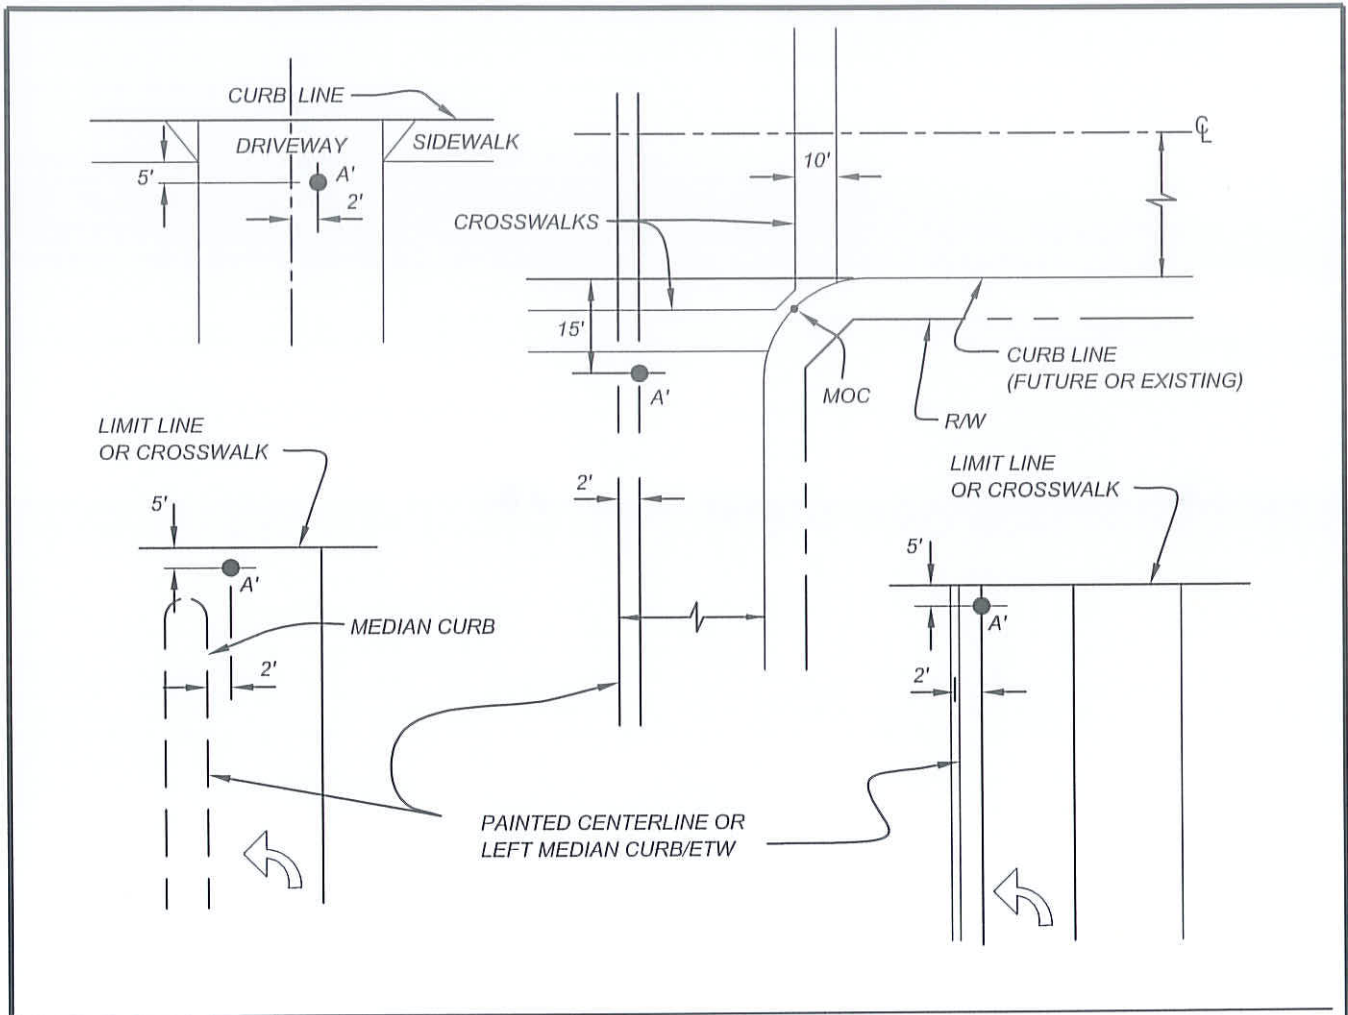 CURB LINE
DRIVEWAY
SIDEWALK
5'
A'
2'
℄
10'
CROSSWALKS
15'
A'
MOC
CURB LINE
(FUTURE OR EXISTING)
R/W
LIMIT LINE
OR CROSSWALK
5'
A'
MEDIAN CURB
2'
2'
LIMIT LINE
OR CROSSWALK
5'
A'
2'
PAINTED CENTERLINE OR
LEFT MEDIAN CURB/ETW